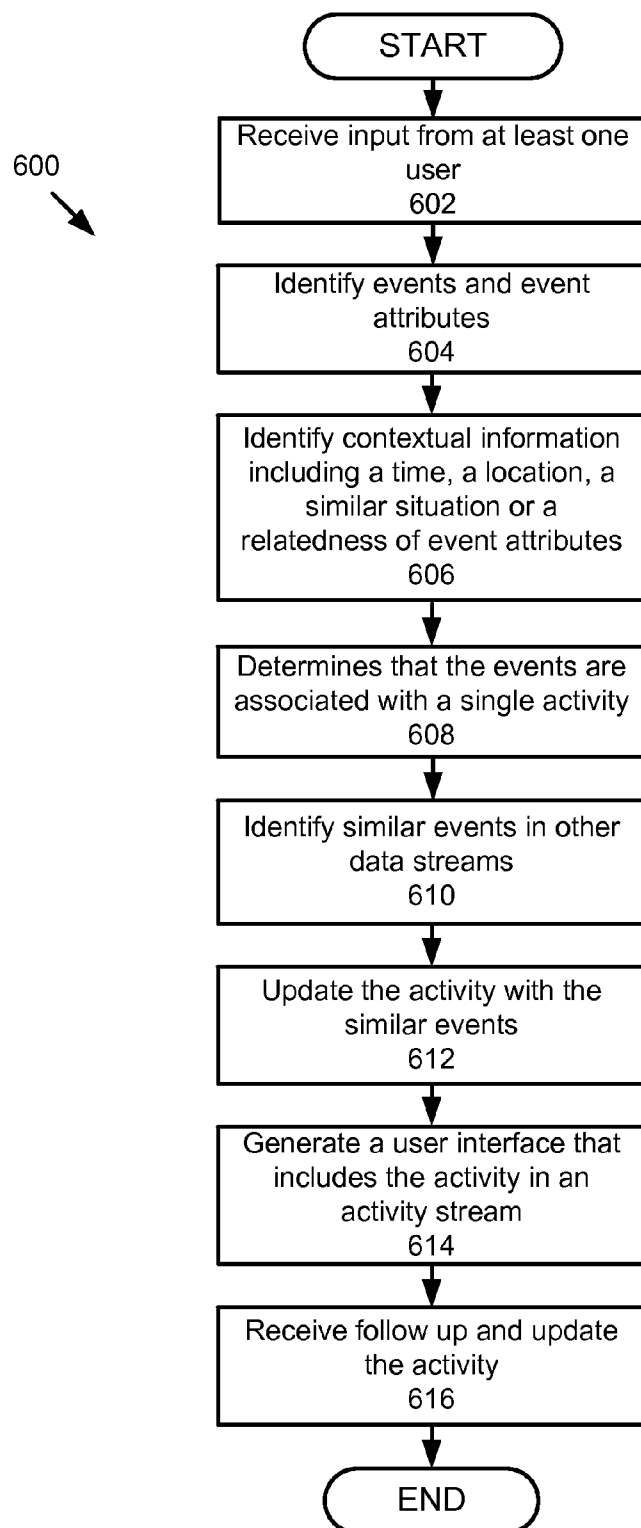 START
600
Receive input from at least one
user
602
Identify events and event
attributes
604
Identify contextual information
including a time, a location, a
similar situation or a
relatedness of event attributes
606
Determines that the events are
associated with a single activity
608
Identify similar events in other
data streams
610
Update the activity with the
similar events
612
Generate a user interface that
includes the activity in an
activity stream
614
Receive follow up and update
the activity
616
END